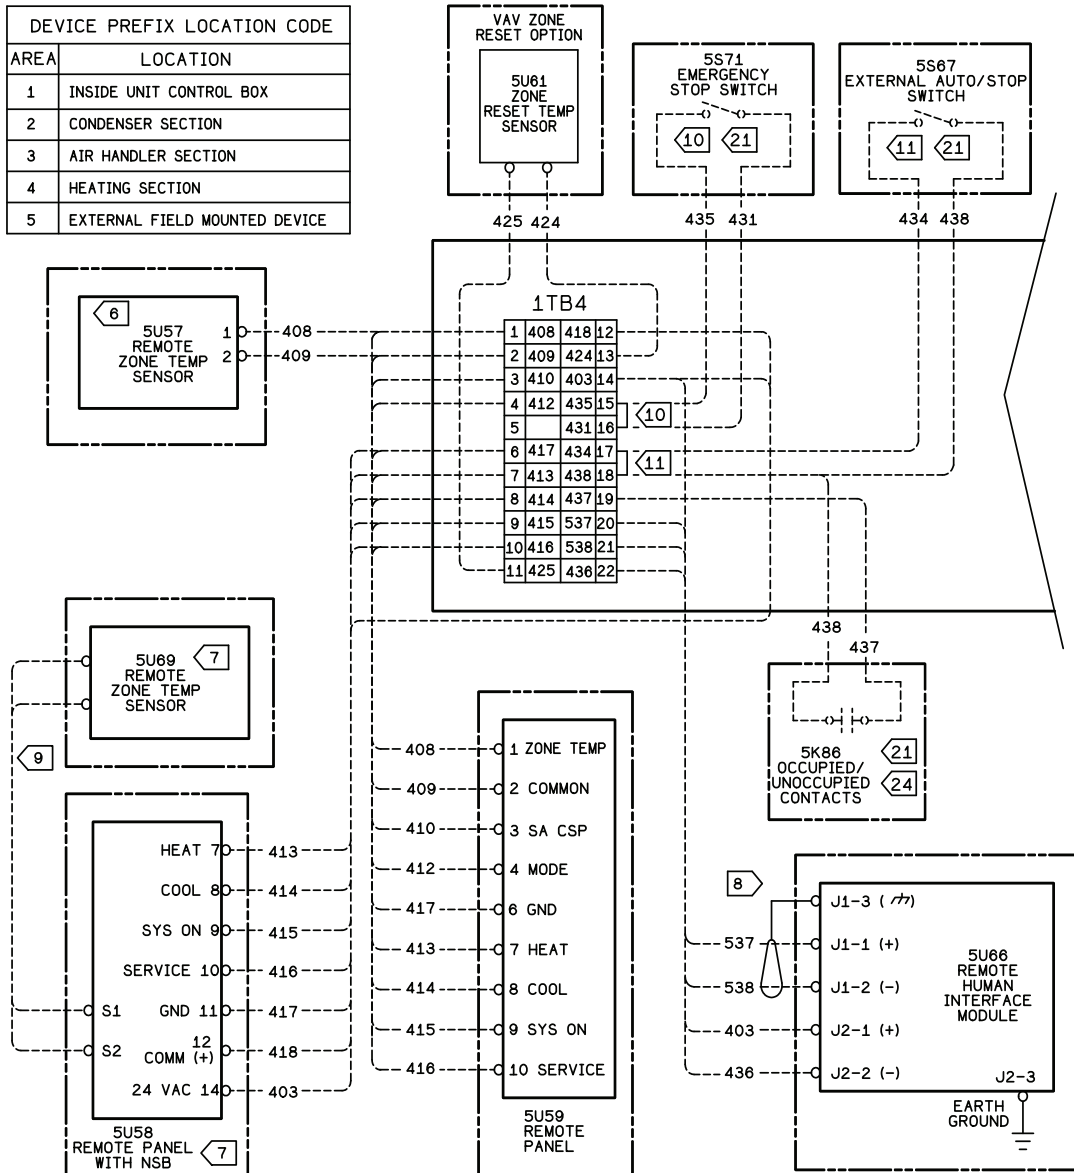 DEVICE PREFIX LOCATION CODE
AREA LOCATION
1 INSIDE UNIT CONTROL BOX
2 CONDENSER SECTION
3 AIR HANDLER SECTION
4 HEATING SECTION
5 EXTERNAL FIELD MOUNTED DEVICE
VAV ZONE
RESET OPTION
5U61
ZONE
RESET TEMP
SENSOR
425 424
5S71
EMERGENCY
STOP SWITCH
10 21
435 431
5S67
EXTERNAL AUTO/STOP
SWITCH
11 21
434 438
6
5U57
REMOTE
ZONE TEMP
SENSOR
1 408
2 409
1TB4
1 408 418 12
2 409 424 13
3 410 403 14
4 412 435 15
5 431 16
6 417 434 17
7 413 438 18
8 414 437 19
9 415 537 20
10 416 538 21
11 425 436 22
10
11
438
437
5U69
REMOTE
ZONE TEMP
SENSOR
7
9
5K86
OCCUPIED/
UNOCCUPIED
CONTACTS
21
24
HEAT 7 413
COOL 8 414
SYS ON 9 415
SERVICE 10 416
S1 GND 11 417
S2 12
COMM (+) 418
24 VAC 14 403
5U58
REMOTE PANEL
WITH NSB
7
408 1 ZONE TEMP
409 2 COMMON
410 3 SA CSP
412 4 MODE
417 6 GND
413 7 HEAT
414 8 COOL
415 9 SYS ON
416 10 SERVICE
5U59
REMOTE
PANEL
8
J1-3 ( )
537 J1-1 (+)
538 J1-2 (-)
403 J2-1 (+)
436 J2-2 (-)
5U66
REMOTE
HUMAN
INTERFACE
MODULE
J2-3
EARTH
GROUND